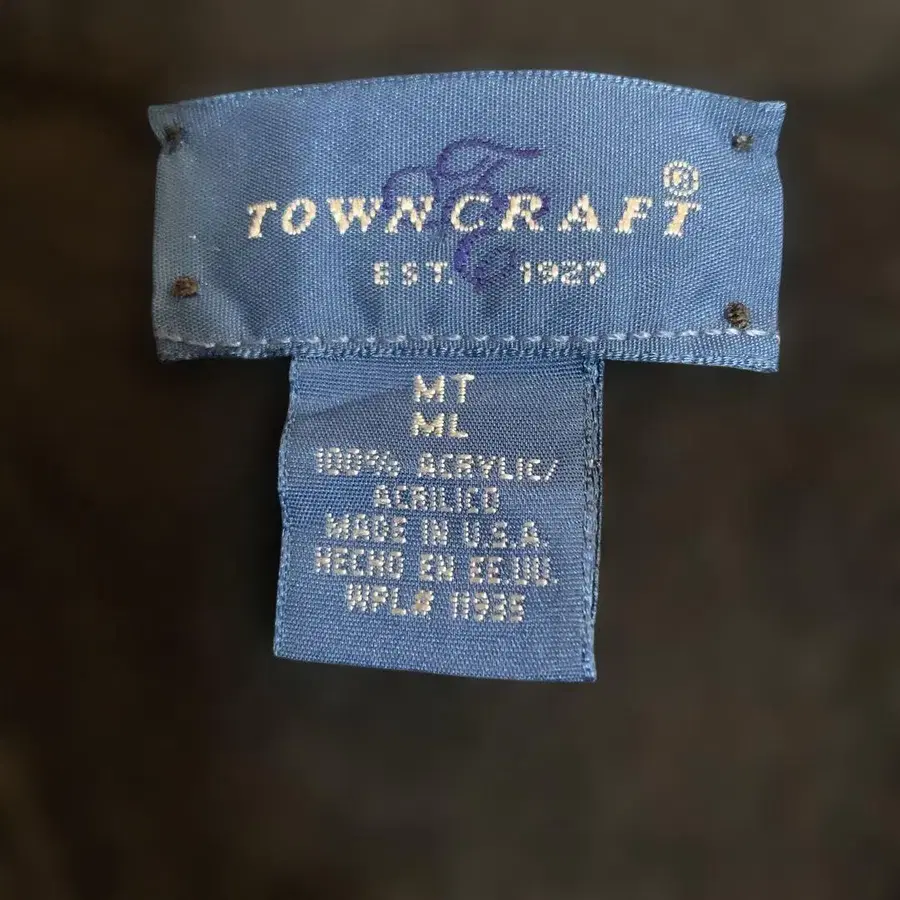 TOWNCRAFT®
EST. 1927
MT
ML
100% ACRYLIC/
ACRILICO
MADE IN U.S.A.
HECHO EN EE.UU.
WPL# 11935